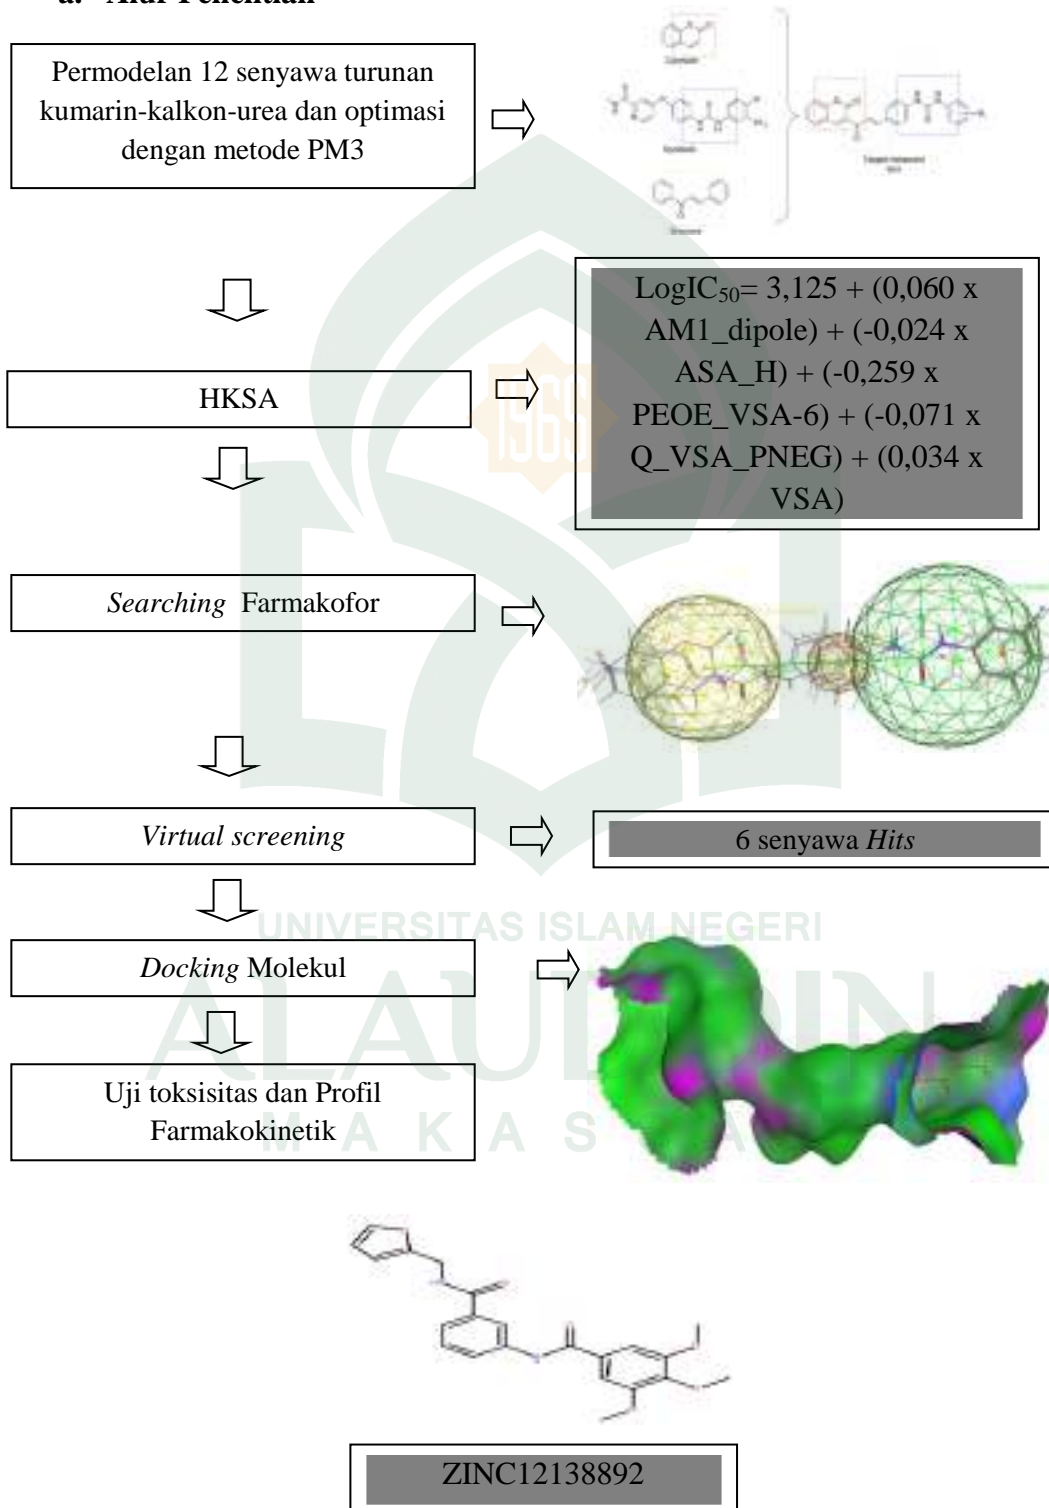 a. Alur Penelitian
Permodelan 12 senyawa turunan
kumarin-kalkon-urea dan optimasi
dengan metode PM3
LogIC50= 3,125 + (0,060 x
AM1_dipole) + (-0,024 x
ASA_H) + (-0,259 x
PEOE_VSA-6) + (-0,071 x
Q_VSA_PNEG) + (0,034 x
VSA)
HKSA
1965
Searching Farmakofor
Virtual screening
6 senyawa Hits
UNIVERSITAS ISLAM NEGERI
Docking Molekul
ALAUDDIN
Uji toksisitas dan Profil
Farmakokinetik
ZINC12138892